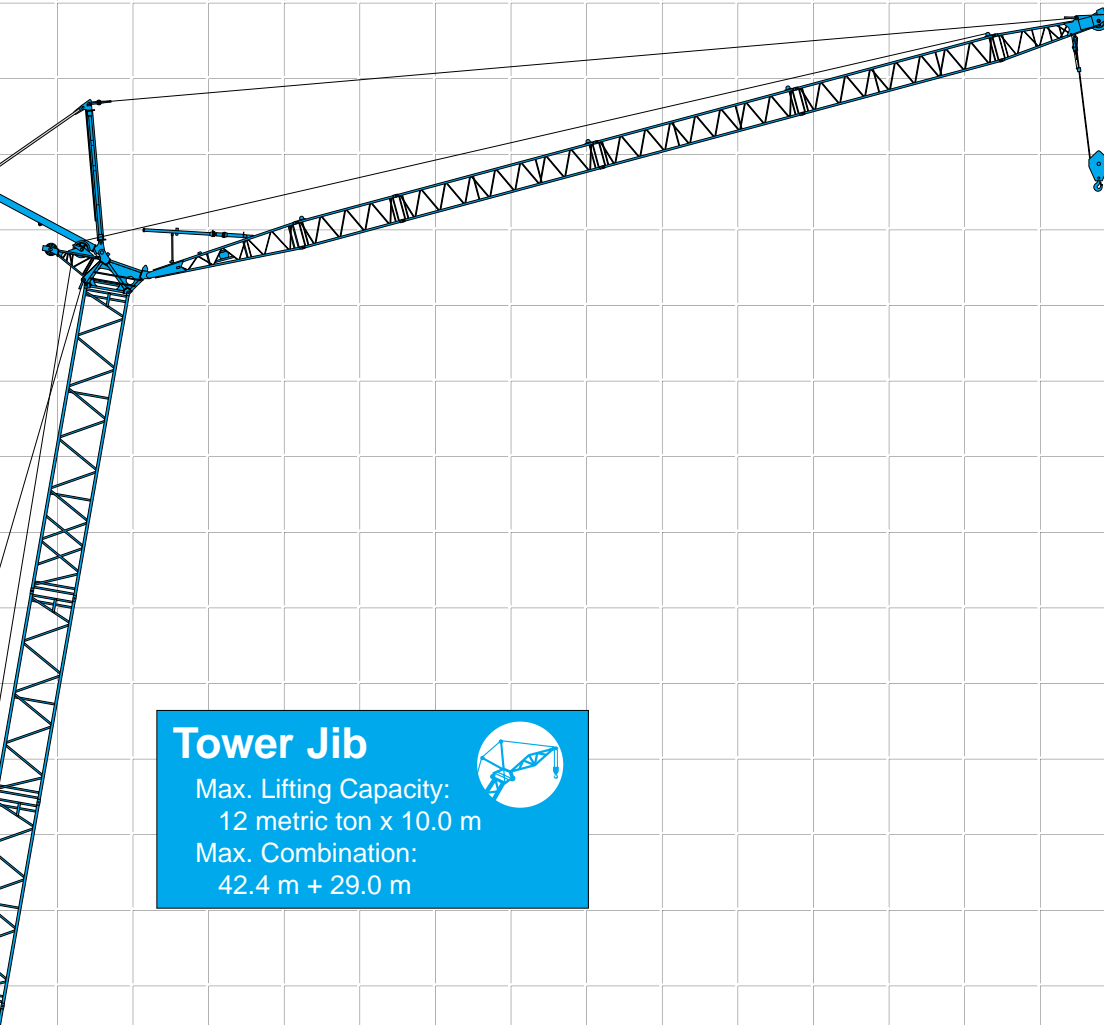 Tower Jib
Max. Lifting Capacity:
12 metric ton x 10.0 m
Max. Combination:
42.4 m + 29.0 m